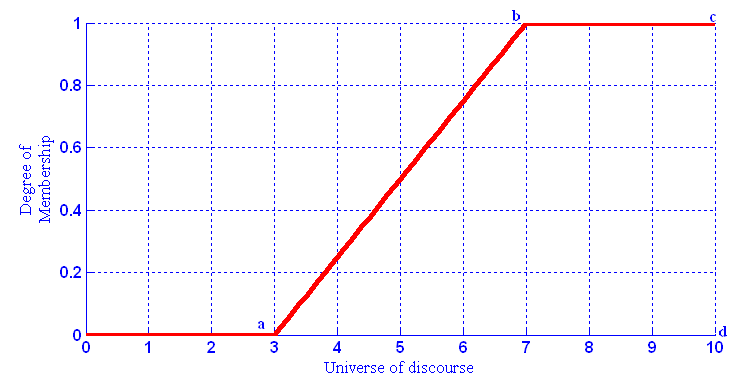 b
c
1
0.8
0.6
0.4
0.2
0
Degree of
Membership
a
d
0 1 2 3 4 5 6 7 8 9 10
Universe of discourse